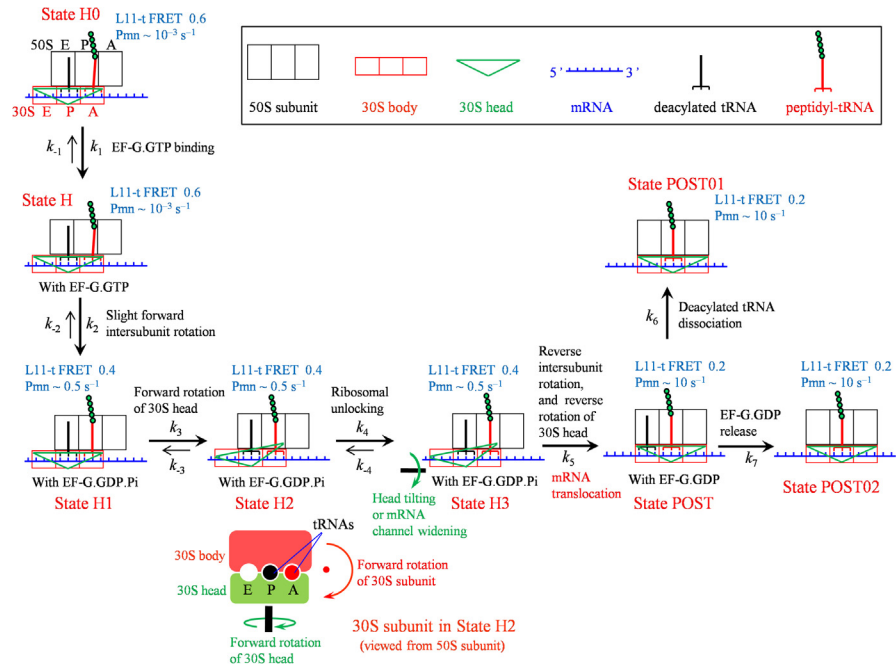 State H0
L11-t FRET 0.6
Pmn ~ 10⁻³ s⁻¹
50S E P A
30S E P A
50S subunit
30S body
30S head
5’ 3’
mRNA
deacylated tRNA
peptidyl-tRNA
k-1
k1
EF-G.GTP binding
State H
L11-t FRET 0.6
Pmn ~ 10⁻³ s⁻¹
With EF-G.GTP
k-2
k2
Slight forward
intersubunit rotation
State POST01
L11-t FRET 0.2
Pmn ~ 10 s⁻¹
k6
Deacylated tRNA
dissociation
L11-t FRET 0.4
Pmn ~ 0.5 s⁻¹
With EF-G.GDP.Pi
State H1
Forward rotation
of 30S head
k3
k-3
L11-t FRET 0.4
Pmn ~ 0.5 s⁻¹
With EF-G.GDP.Pi
State H2
Ribosomal
unlocking
k4
k-4
Head tilting
or mRNA
channel widening
L11-t FRET 0.4
Pmn ~ 0.5 s⁻¹
With EF-G.GDP.Pi
State H3
Reverse
intersubunit
rotation,
and reverse
rotation of
30S head
k5
mRNA
translocation
L11-t FRET 0.2
Pmn ~ 10 s⁻¹
With EF-G.GDP
State POST
EF-G.GDP
release
k7
L11-t FRET 0.2
Pmn ~ 10 s⁻¹
State POST02
tRNAs
30S body
30S head
E P A
Forward rotation
of 30S subunit
Forward rotation
of 30S head
30S subunit in State H2
(viewed from 50S subunit)